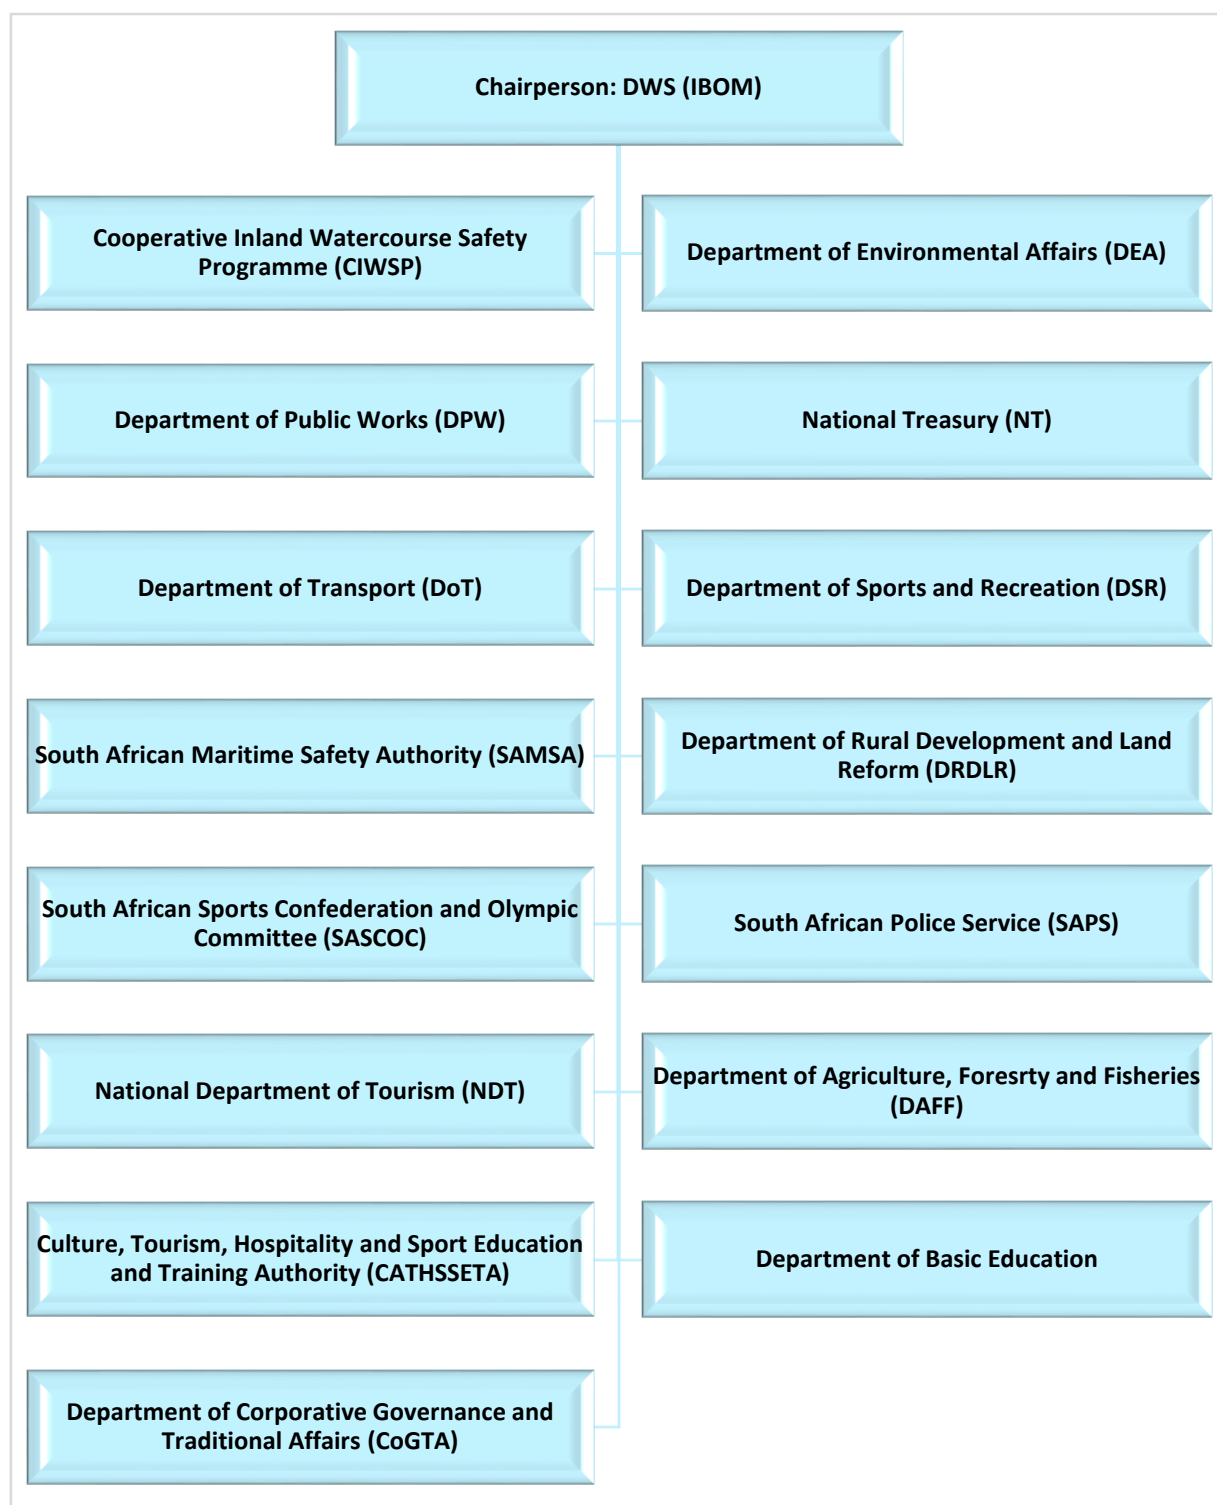 Chairperson: DWS (IBOM)
Cooperative Inland Watercourse Safety
Programme (CIWSP)
Department of Environmental Affairs (DEA)
Department of Public Works (DPW)
National Treasury (NT)
Department of Transport (DoT)
Department of Sports and Recreation (DSR)
South African Maritime Safety Authority (SAMSA)
Department of Rural Development and Land
Reform (DRDLR)
South African Sports Confederation and Olympic
Committee (SASCOC)
South African Police Service (SAPS)
National Department of Tourism (NDT)
Department of Agriculture, Foresrty and Fisheries
(DAFF)
Culture, Tourism, Hospitality and Sport Education
and Training Authority (CATHSSETA)
Department of Basic Education
Department of Corporative Governance and
Traditional Affairs (CoGTA)